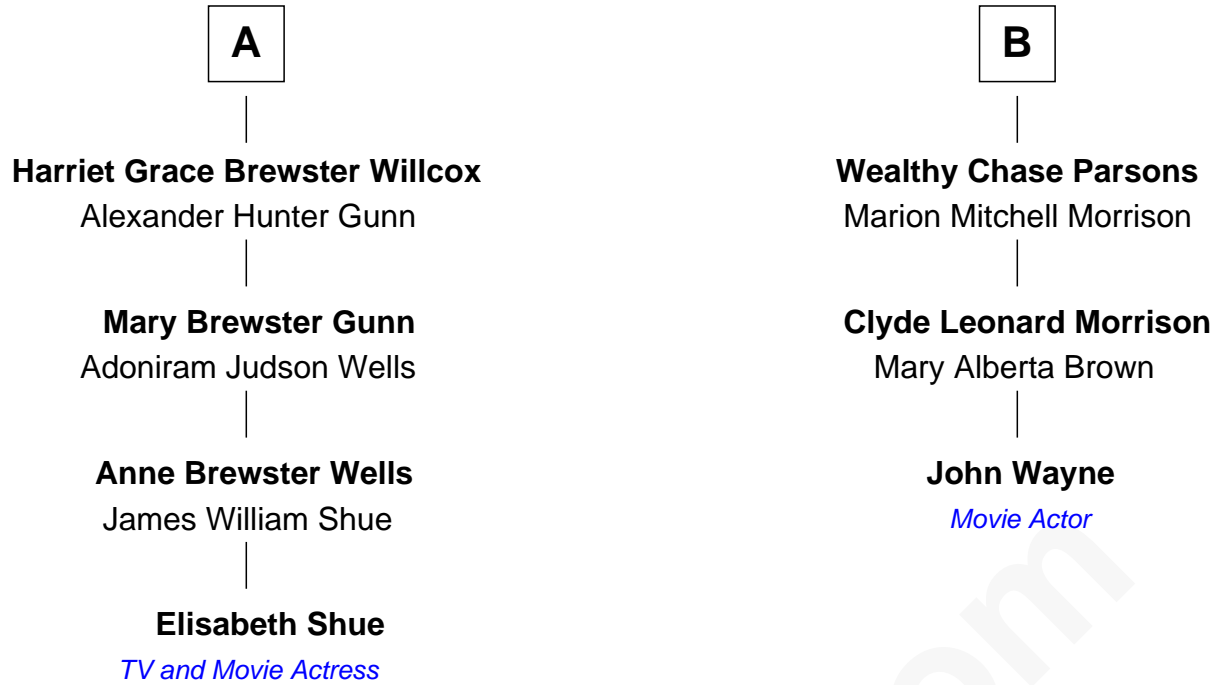 A
Harriet Grace Brewster Willcox
Alexander Hunter Gunn
Mary Brewster Gunn
Adoniram Judson Wells
Anne Brewster Wells
James William Shue
Elisabeth Shue
TV and Movie Actress
B
Wealthy Chase Parsons
Marion Mitchell Morrison
Clyde Leonard Morrison
Mary Alberta Brown
John Wayne
Movie Actor
om